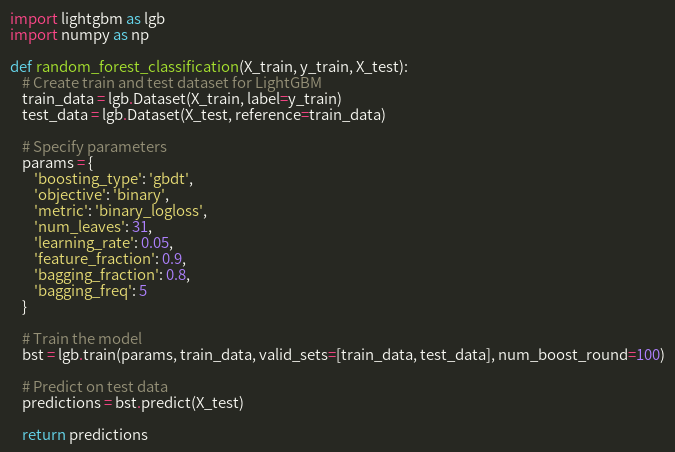 import lightgbm as lgb
import numpy as np
def random_forest_classification(X_train, y_train, X_test):
# Create train and test dataset for LightGBM
train_data = lgb.Dataset(X_train, label=y_train)
test_data = lgb.Dataset(X_test, reference=train_data)
# Specify parameters
params = {
'boosting_type': 'gbdt',
'objective': 'binary',
'metric': 'binary_logloss',
'num_leaves': 31,
'learning_rate': 0.05,
'feature_fraction': 0.9,
'bagging_fraction': 0.8,
'bagging_freq': 5
}
# Train the model
bst = lgb.train(params, train_data, valid_sets=[train_data, test_data], num_boost_round=100)
# Predict on test data
predictions = bst.predict(X_test)
return predictions